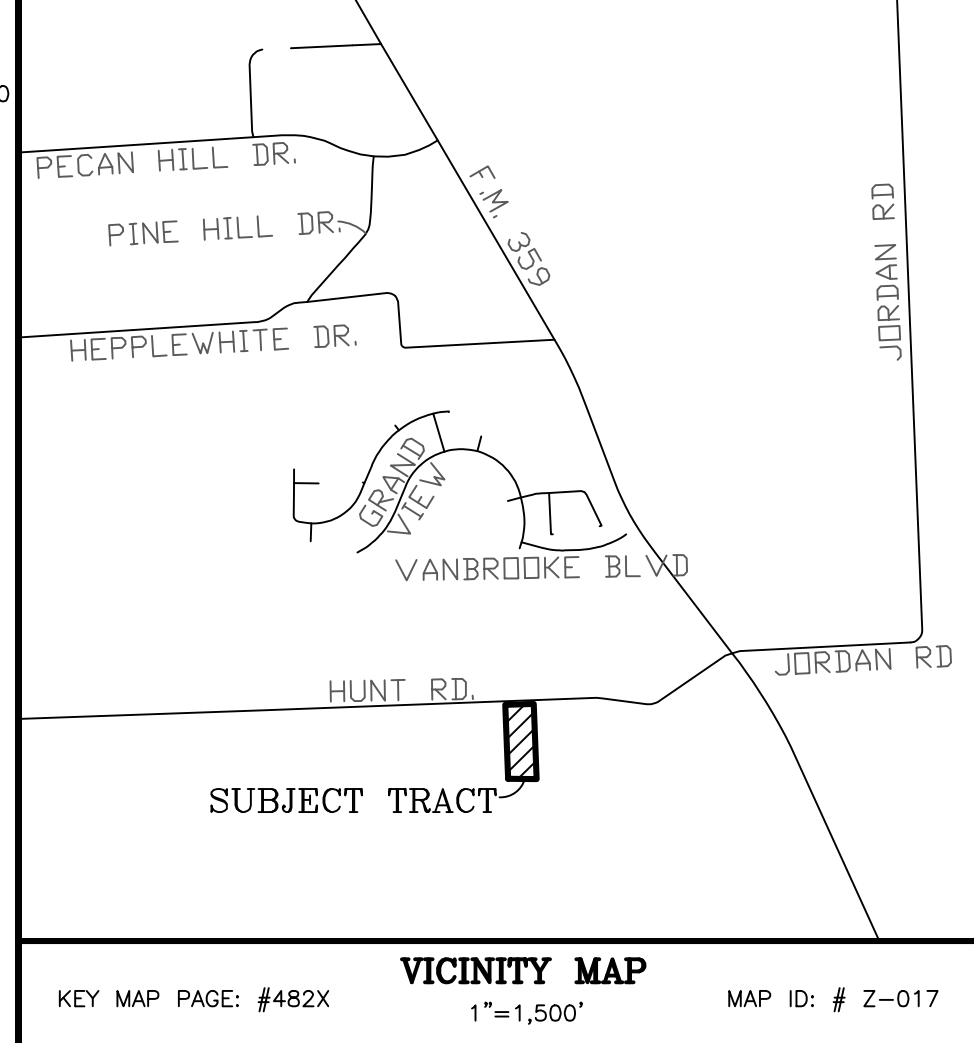 0
PECAN HILL DR.
F.M. 359
JORDAN RD
PINE HILL DR.
HEPPLEWHITE DR.
GRAND
VIEW
VANBROOKE BLVD
JORDAN RD
HUNT RD.
SUBJECT TRACT
VICINITY MAP
KEY MAP PAGE: #482X
1"=1,500'
MAP ID: # Z-017